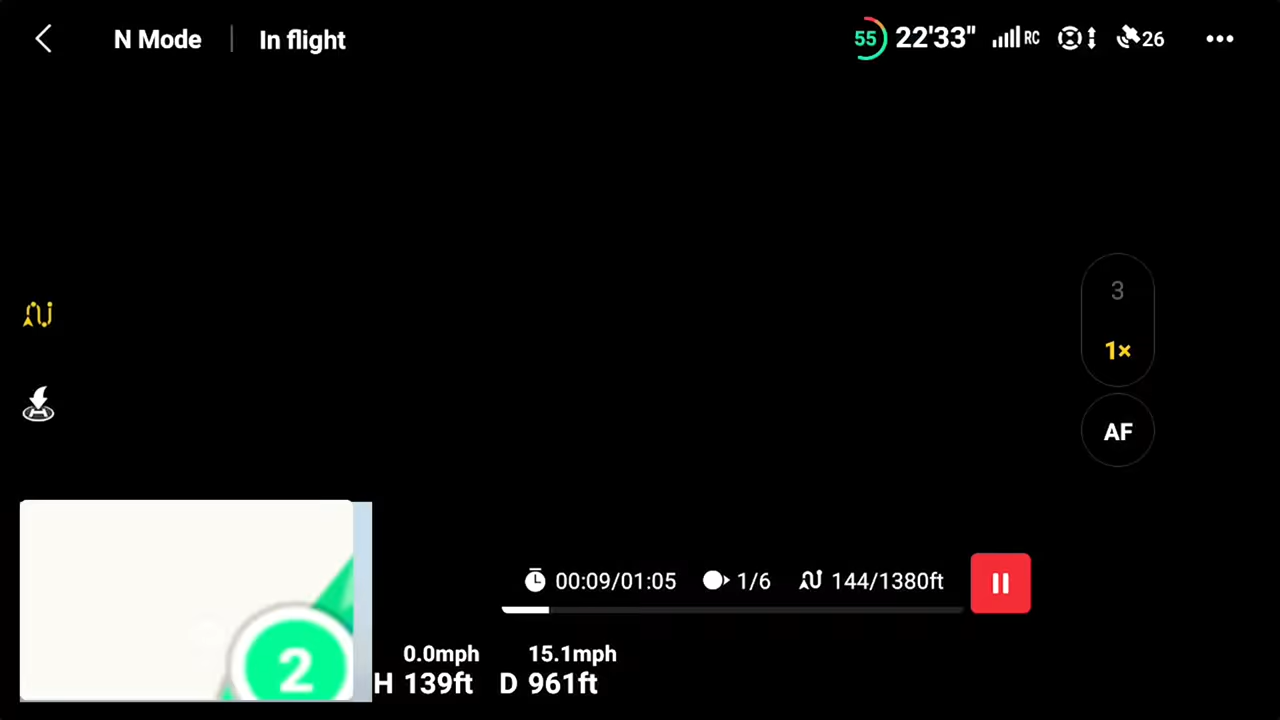 N Mode | In flight
55 22'33" RC 26
3
1×
AF
00:09/01:05 1/6 144/1380ft
2
0.0mph 15.1mph
H 139ft D 961ft